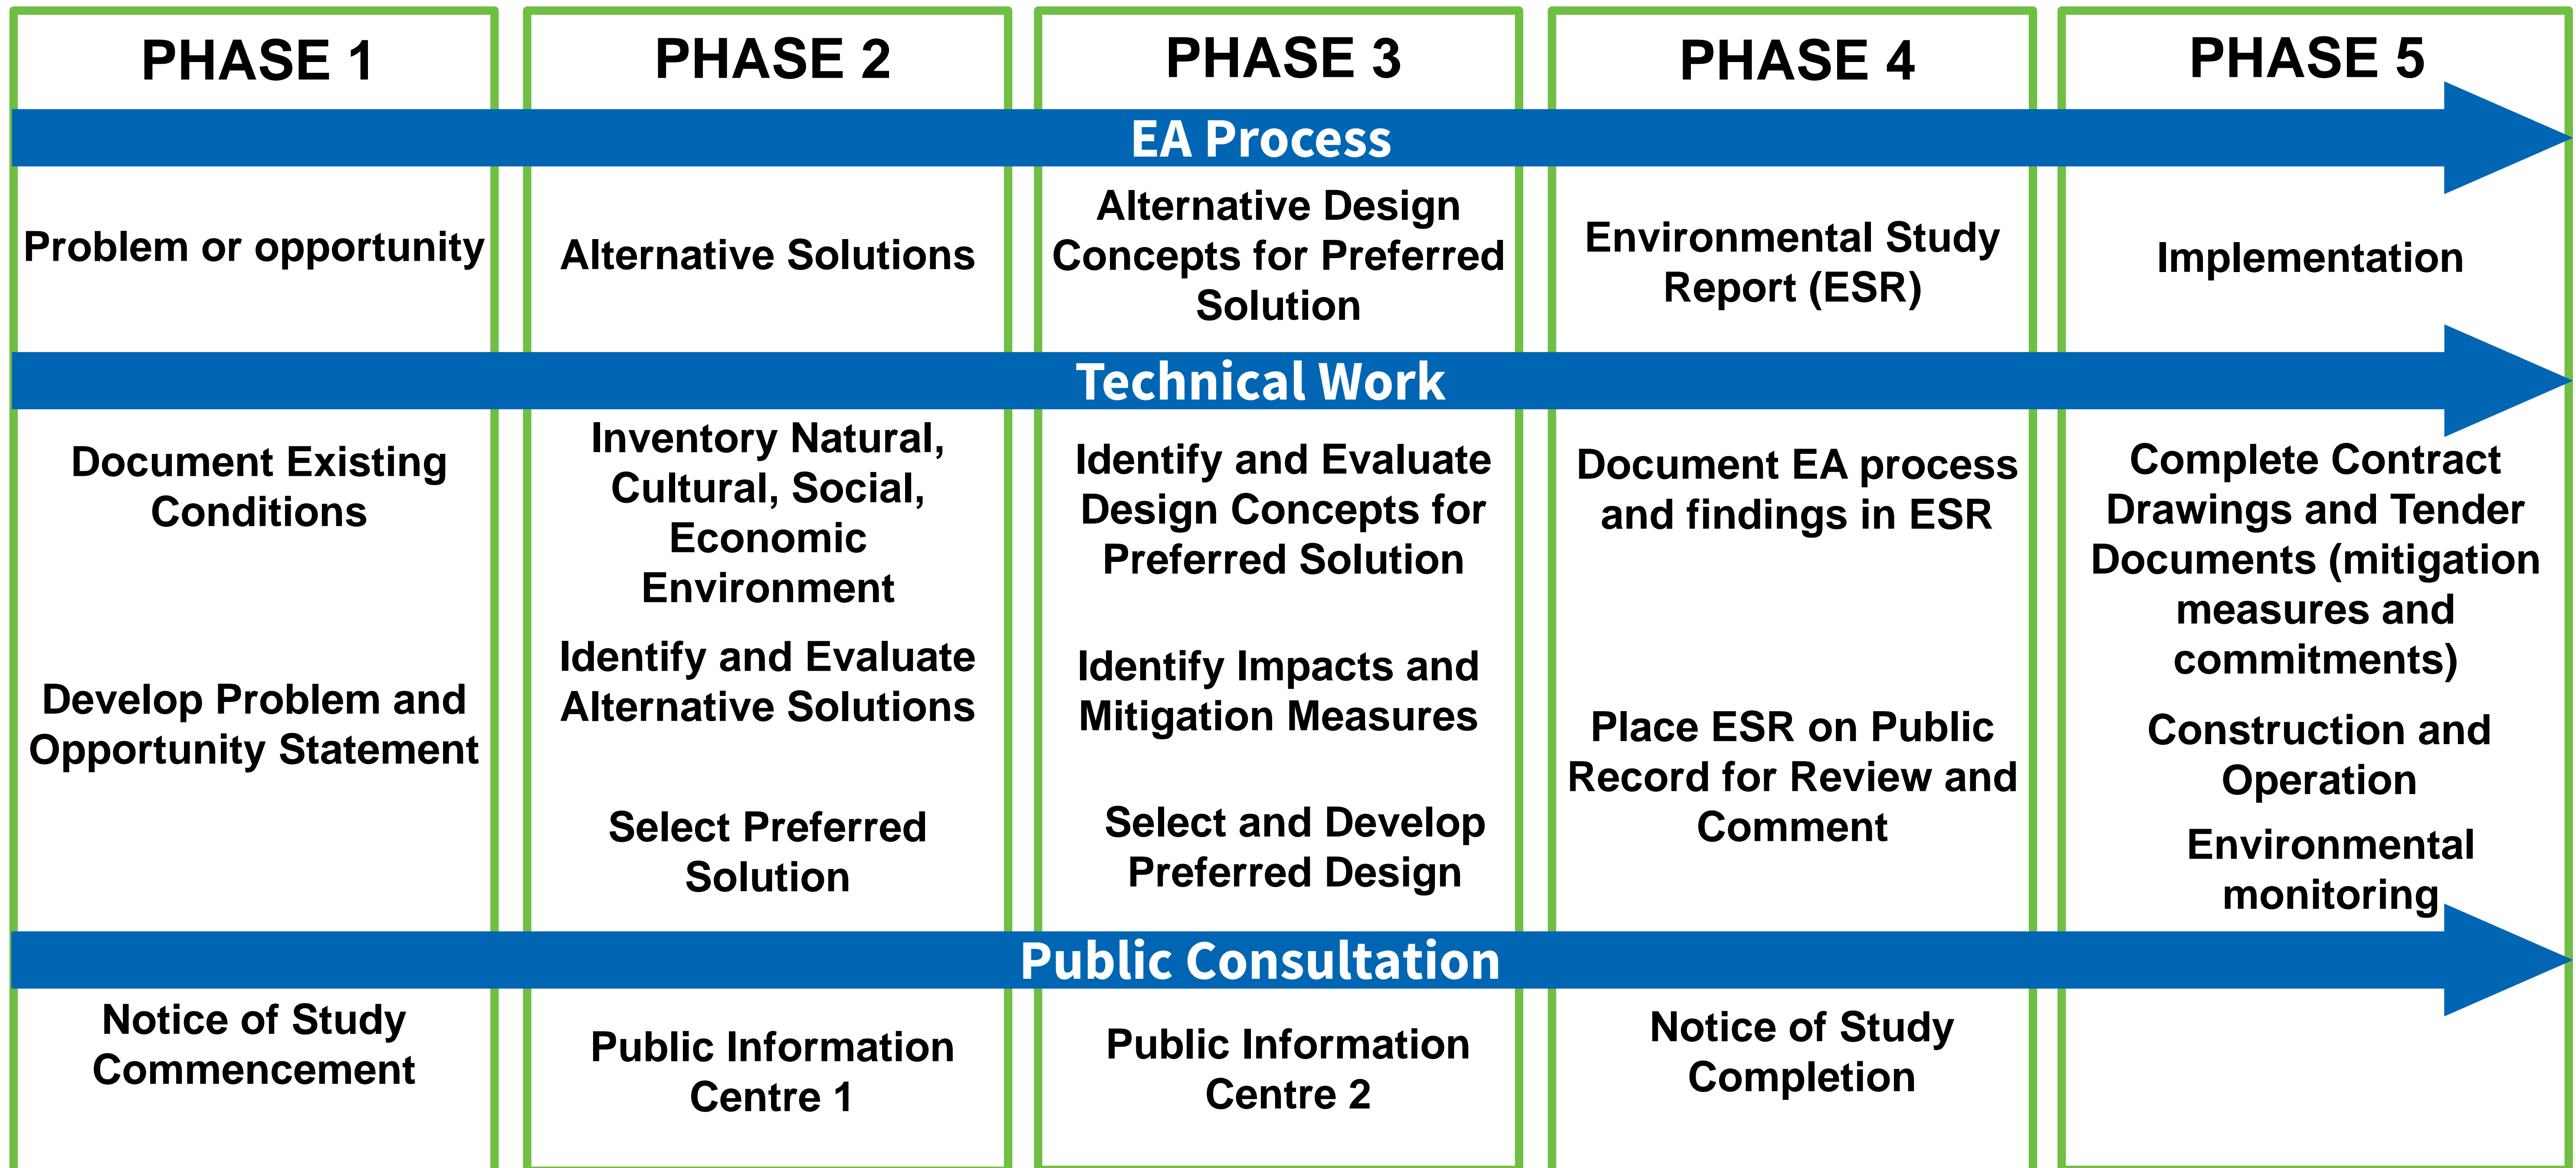 PHASE 1
PHASE 2
PHASE 3
PHASE 4
PHASE 5
EA Process
Problem or opportunity
Alternative Solutions
Alternative Design
Concepts for Preferred
Solution
Environmental Study
Report (ESR)
Implementation
Technical Work
Document Existing
Conditions
Develop Problem and
Opportunity Statement
Inventory Natural,
Cultural, Social,
Economic
Environment
Identify and Evaluate
Alternative Solutions
Select Preferred
Solution
Identify and Evaluate
Design Concepts for
Preferred Solution
Identify Impacts and
Mitigation Measures
Select and Develop
Preferred Design
Document EA process
and findings in ESR
Place ESR on Public
Record for Review and
Comment
Complete Contract
Drawings and Tender
Documents (mitigation
measures and
commitments)
Construction and
Operation
Environmental
monitoring
Public Consultation
Notice of Study
Commencement
Public Information
Centre 1
Public Information
Centre 2
Notice of Study
Completion